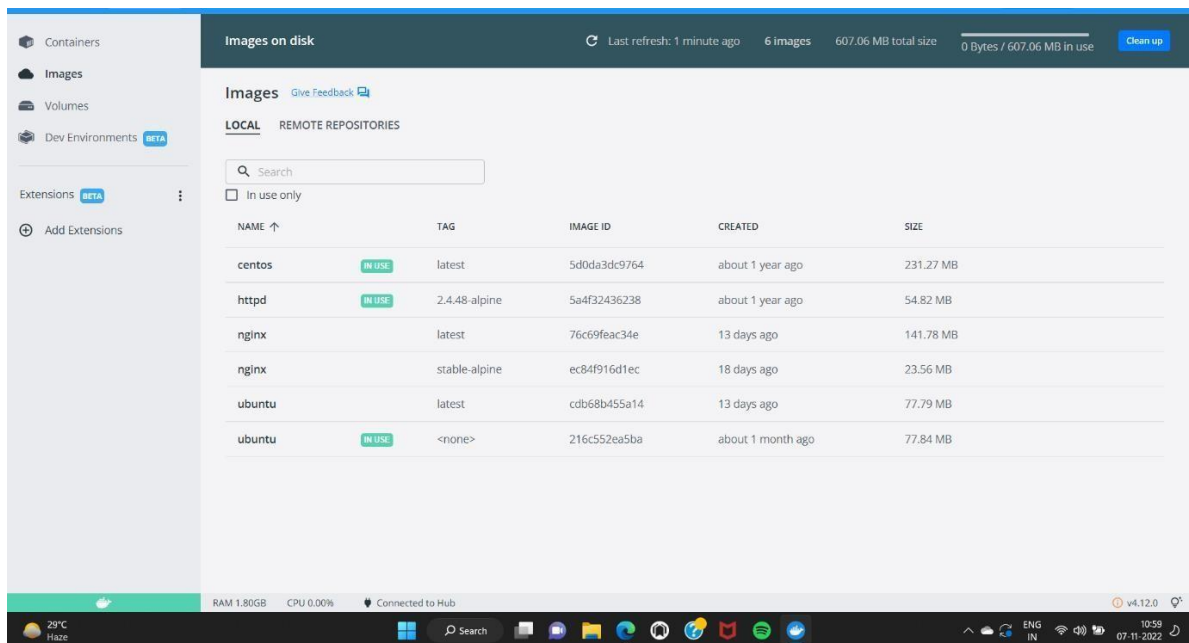 Containers
Images
Volumes
Dev Environments BETA
Extensions BETA
Add Extensions
Images on disk
Last refresh: 1 minute ago
6 images
607.06 MB total size
0 Bytes / 607.06 MB in use
Clean up
Images Give Feedback
LOCAL REMOTE REPOSITORIES
Search
In use only
NAME TAG IMAGE ID CREATED SIZE
centos IN USE latest 5d0da3dc9764 about 1 year ago 231.27 MB
httpd IN USE 2.4.48-alpine 5a4f32436238 about 1 year ago 54.82 MB
nginx latest 76c69feac34e 13 days ago 141.78 MB
nginx stable-alpine ec84f916d1ec 18 days ago 23.56 MB
ubuntu latest cdb68b455a14 13 days ago 77.79 MB
ubuntu IN USE <none> 216c552ea5ba about 1 month ago 77.84 MB
RAM 1.80GB CPU 0.00% Connected to Hub v4.12.0
29°C
Haze
Search
ENG
IN
10:59
07-11-2022